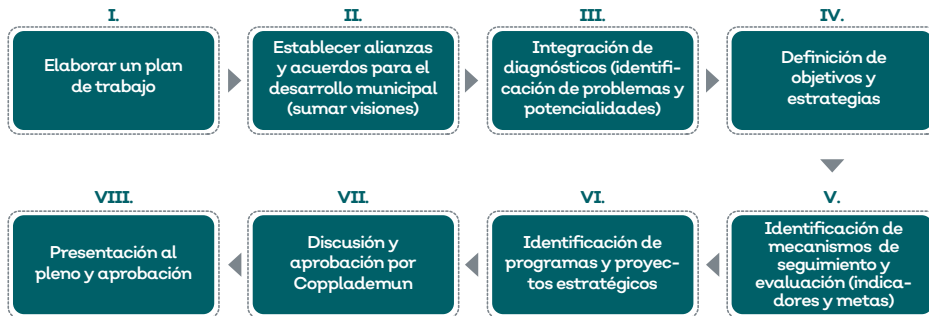 I.
Elaborar un plan
de trabajo
II.
Establecer alianzas
y acuerdos para el
desarrollo municipal
(sumar visiones)
III.
Integración de
diagnósticos (identifi-
cación de problemas y
potencialidades)
IV.
Definición de
objetivos y
estrategias
V.
Identificación de
mecanismos de
seguimiento y
evaluación (indica-
dores y metas)
VI.
Identificación de
programas y proyec-
tos estratégicos
VII.
Discusión y
aprobación por
Copplademun
VIII.
Presentación al
pleno y aprobación